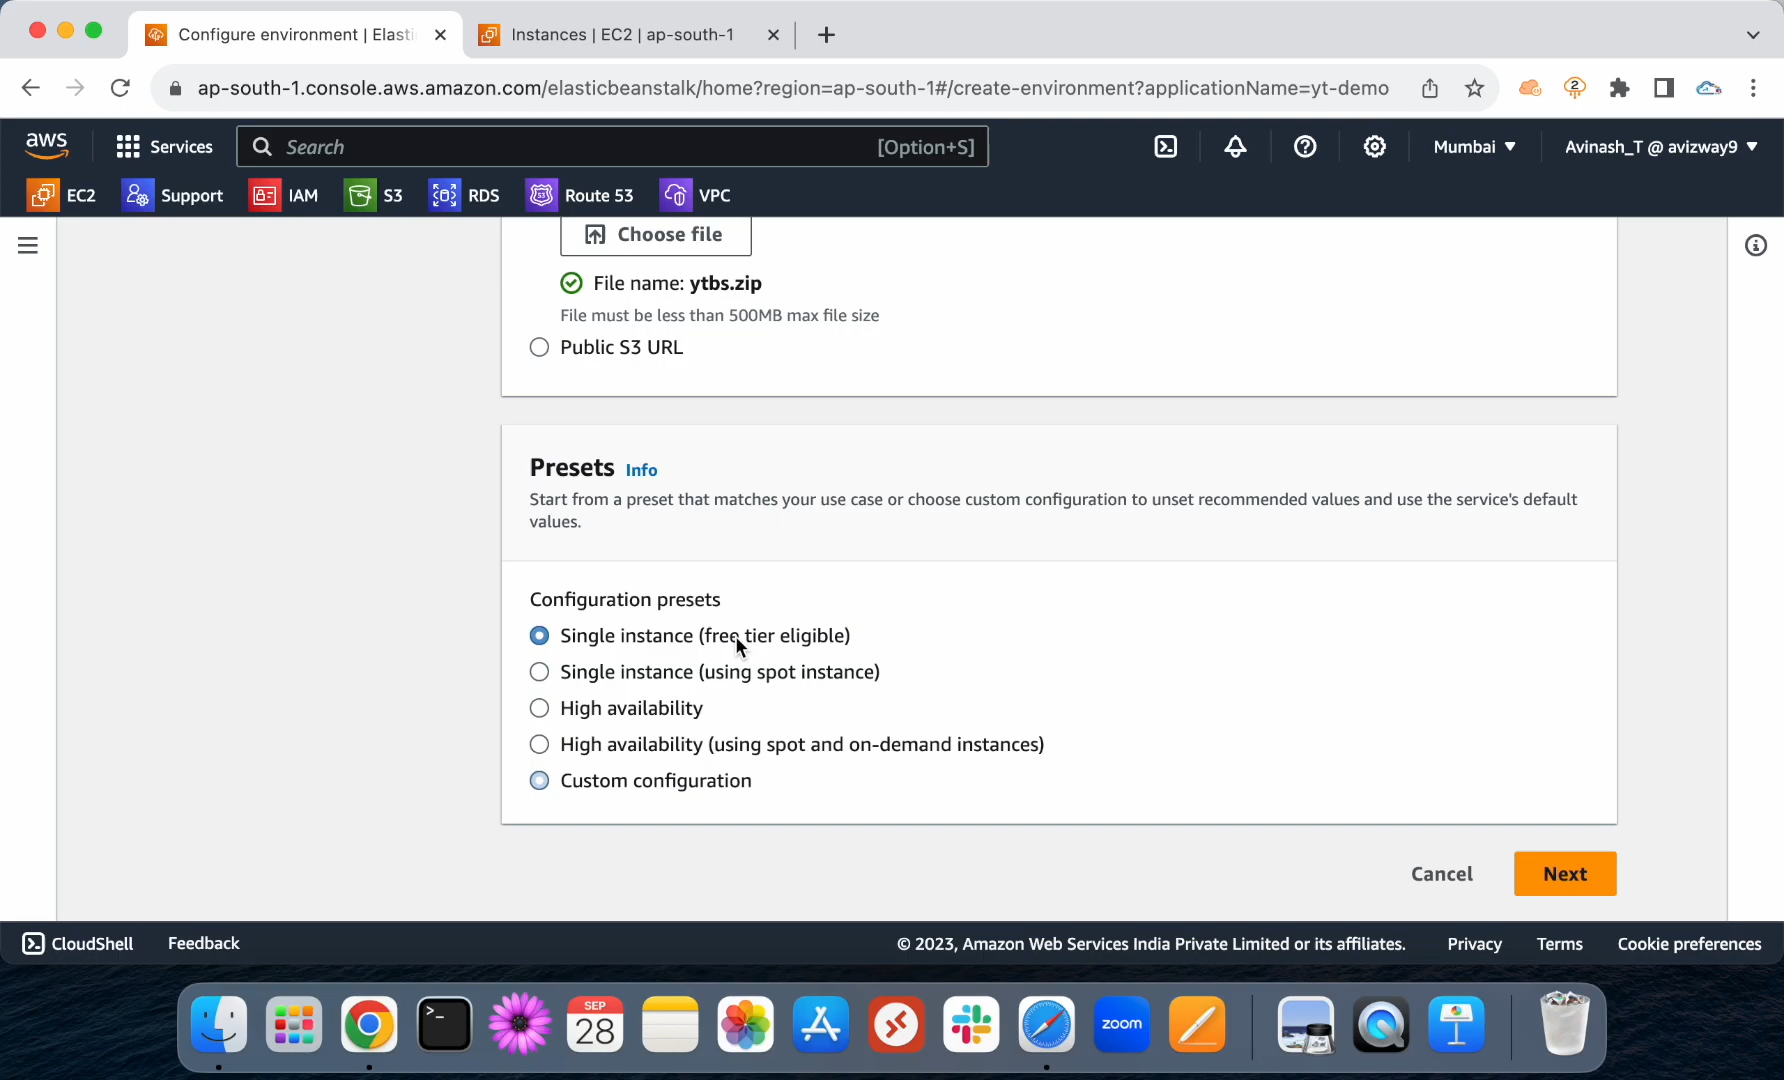 Configure environment | Elasti
Instances | EC2 | ap-south-1
ap-south-1.console.aws.amazon.com/elasticbeanstalk/home?region=ap-south-1#/create-environment?applicationName=yt-demo
2
aws
Services
Search
[Option+S]
Mumbai
Avinash_T @ avizway9
EC2
Support
IAM
S3
RDS
53
Route 53
VPC
Choose file
File name: ytbs.zip
File must be less than 500MB max file size
Public S3 URL
Presets Info
Start from a preset that matches your use case or choose custom configuration to unset recommended values and use the service's default
values.
Configuration presets
Single instance (free tier eligible)
Single instance (using spot instance)
High availability
High availability (using spot and on-demand instances)
Custom configuration
Cancel
Next
CloudShell
Feedback
© 2023, Amazon Web Services India Private Limited or its affiliates.
Privacy
Terms
Cookie preferences
SEP
28
zoom